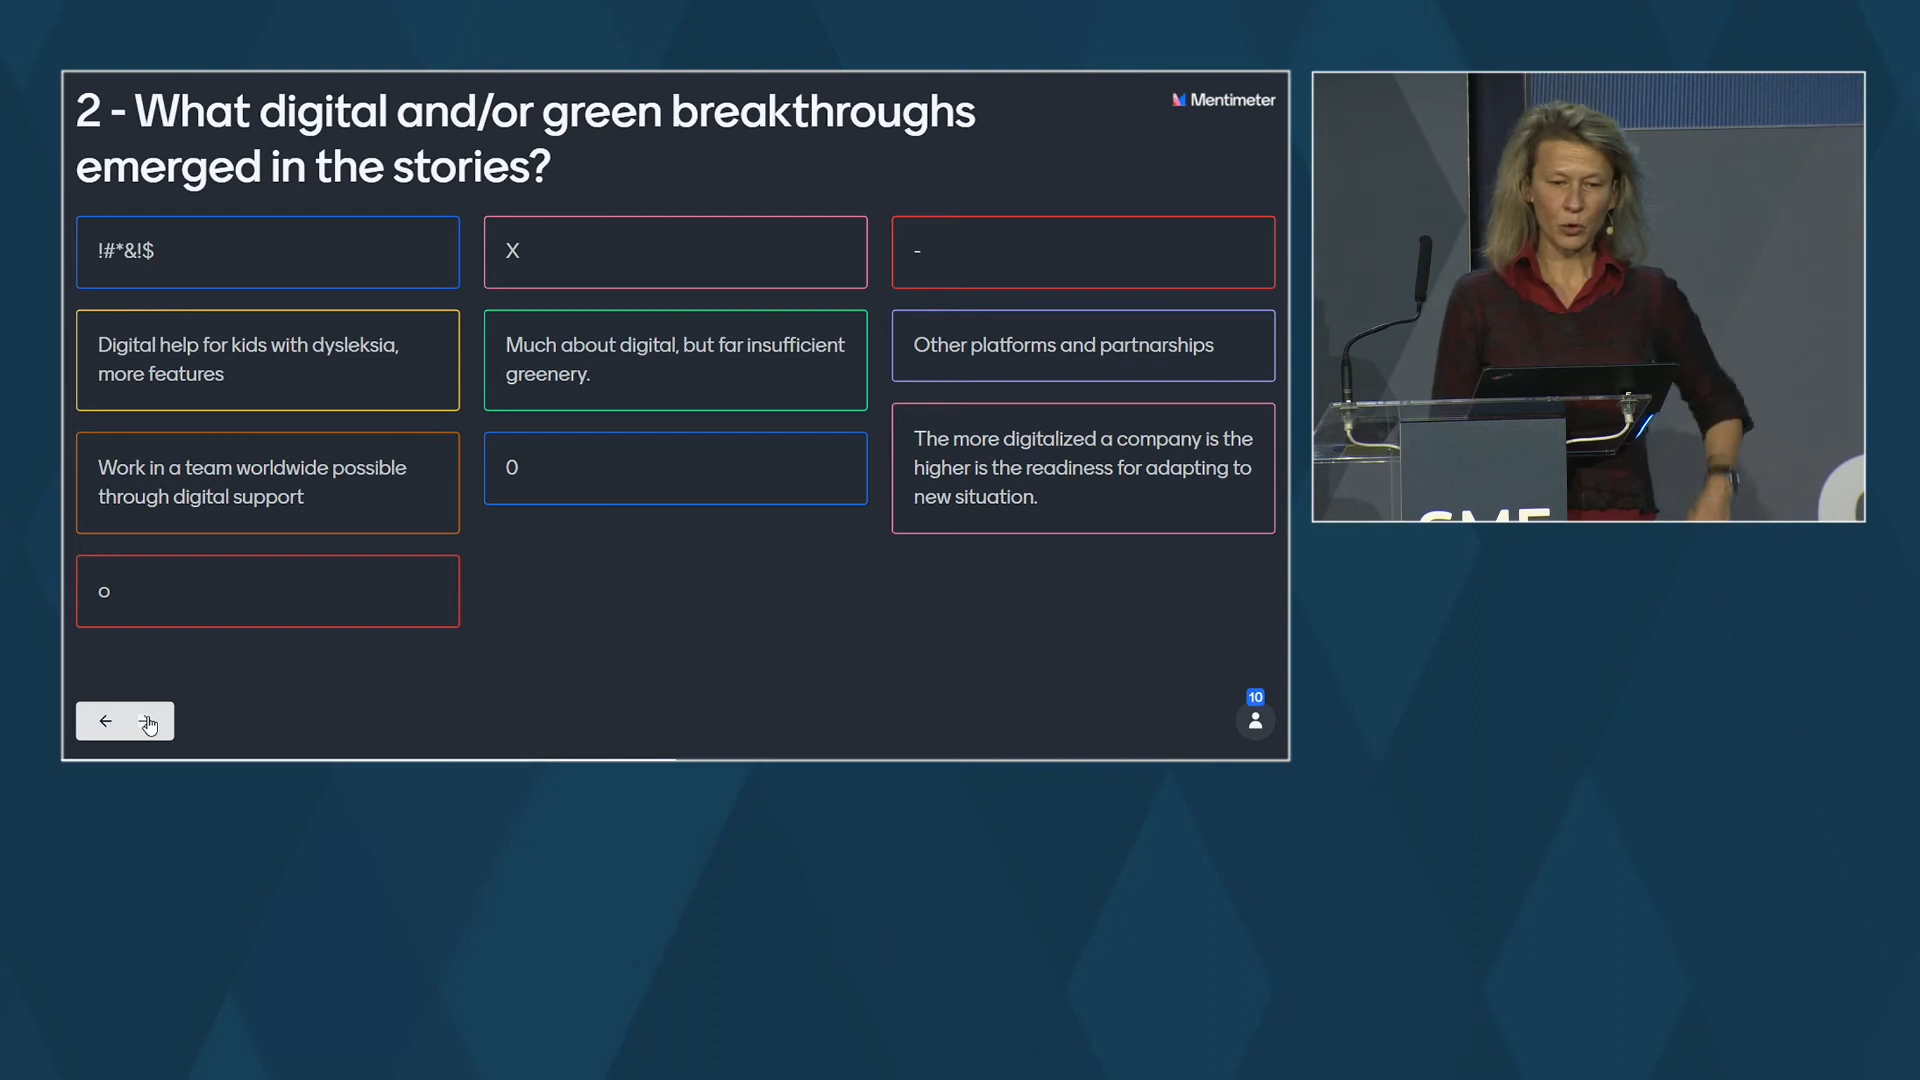 2 - What digital and/or green breakthroughs
emerged in the stories?
Mentimeter
!#*&!$
X
-
Digital help for kids with dysleksia,
more features
Much about digital, but far insufficient
greenery.
Other platforms and partnarships
Work in a team worldwide possible
through digital support
0
The more digitalized a company is the
higher is the readiness for adapting to
new situation.
o
10
SME